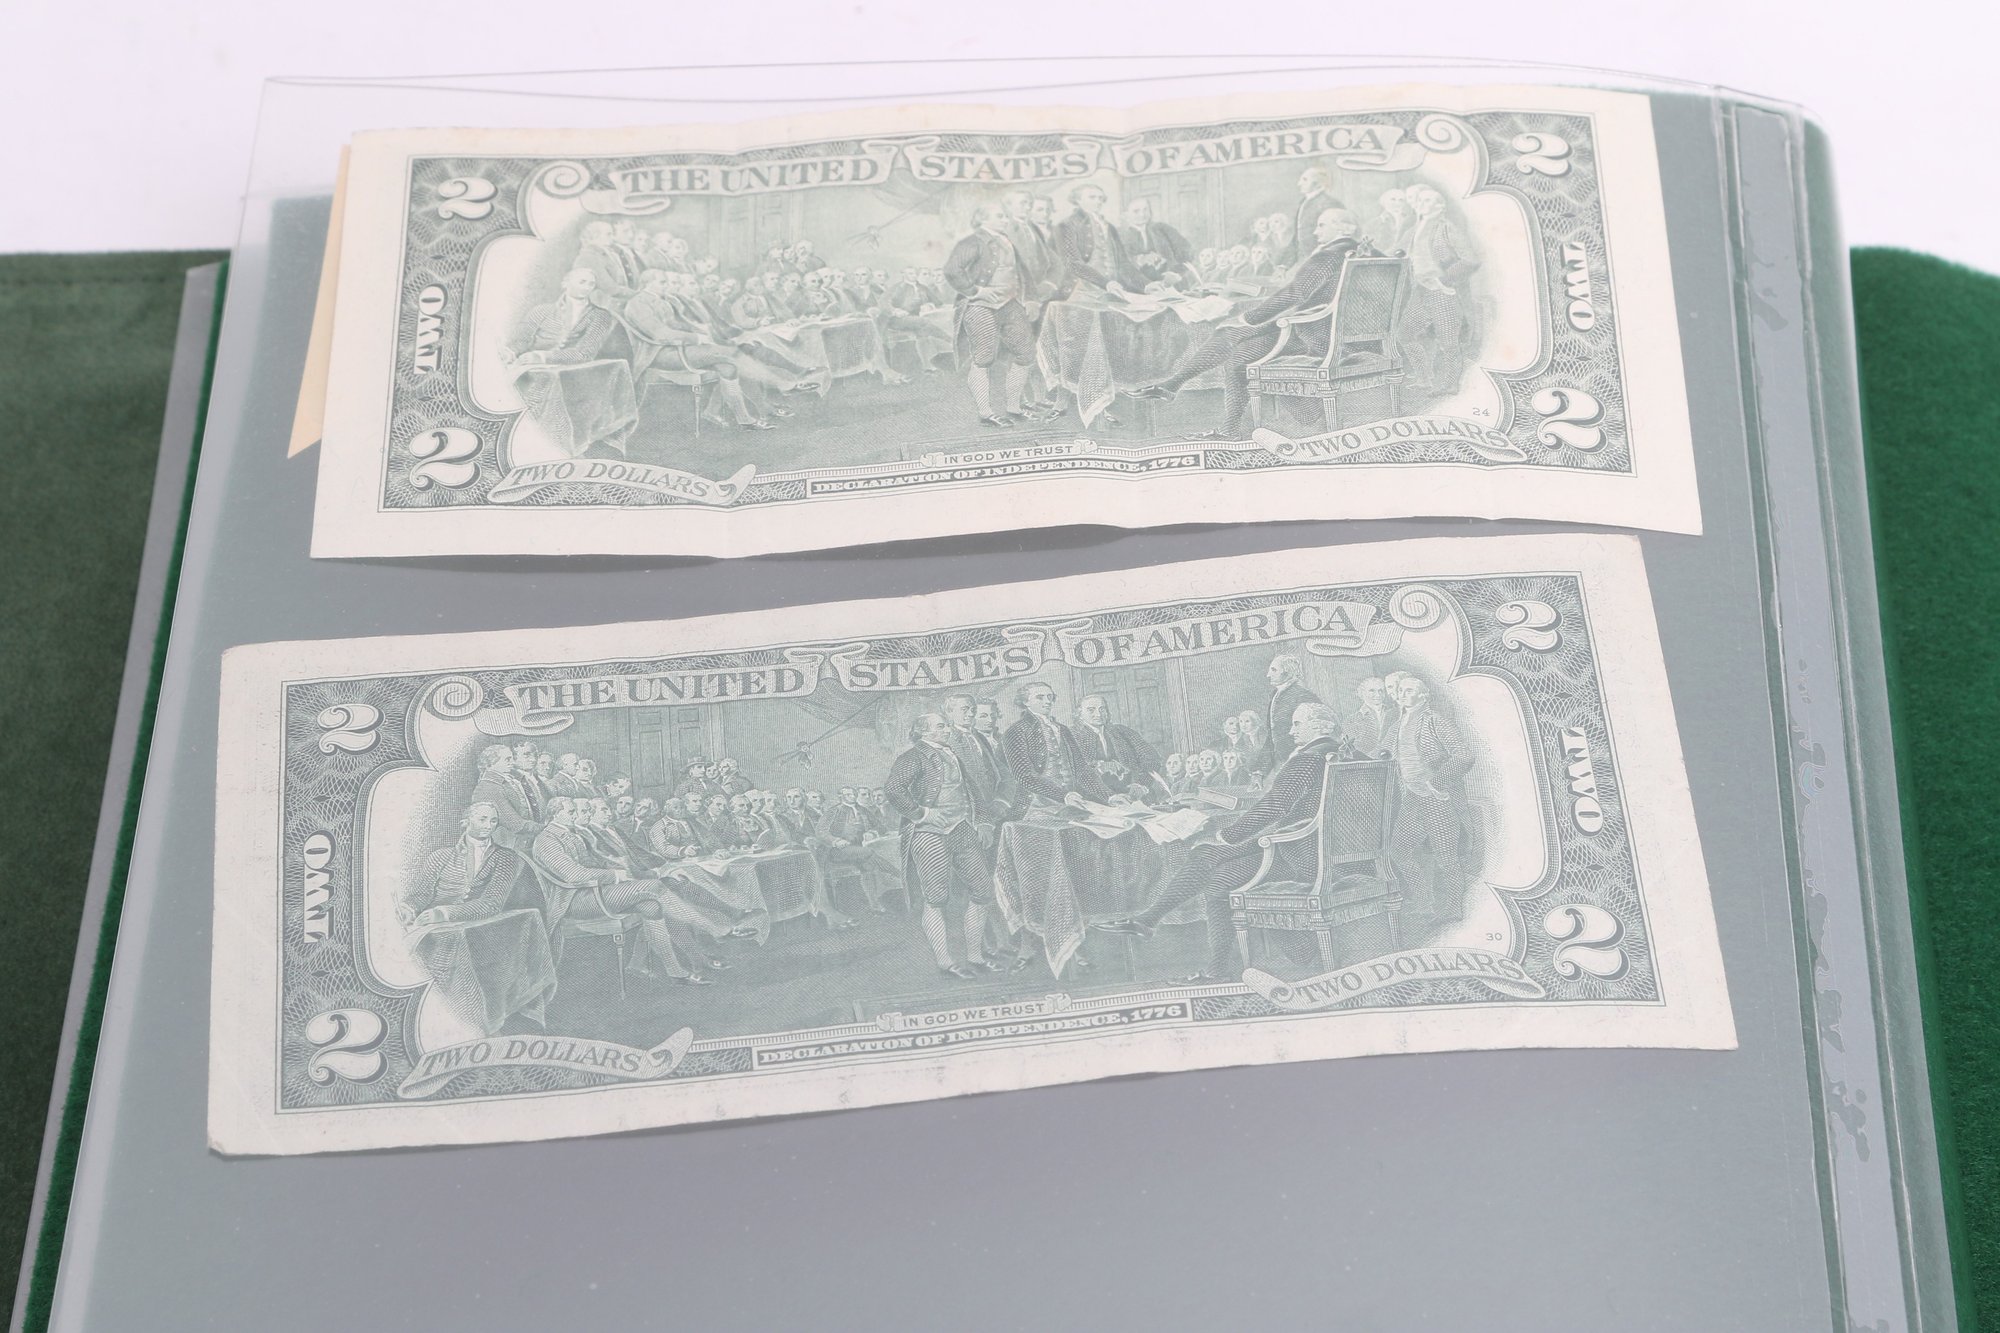 THE UNITED STATES OF AMERICA
2 2
TWO TWO
24
2 2
TWO DOLLARS TWO DOLLARS
IN GOD WE TRUST
DECLARATION OF INDEPENDENCE, 1776
THE UNITED STATES OF AMERICA
2 2
TWO TWO
30
2 2
TWO DOLLARS TWO DOLLARS
IN GOD WE TRUST
DECLARATION OF INDEPENDENCE, 1776